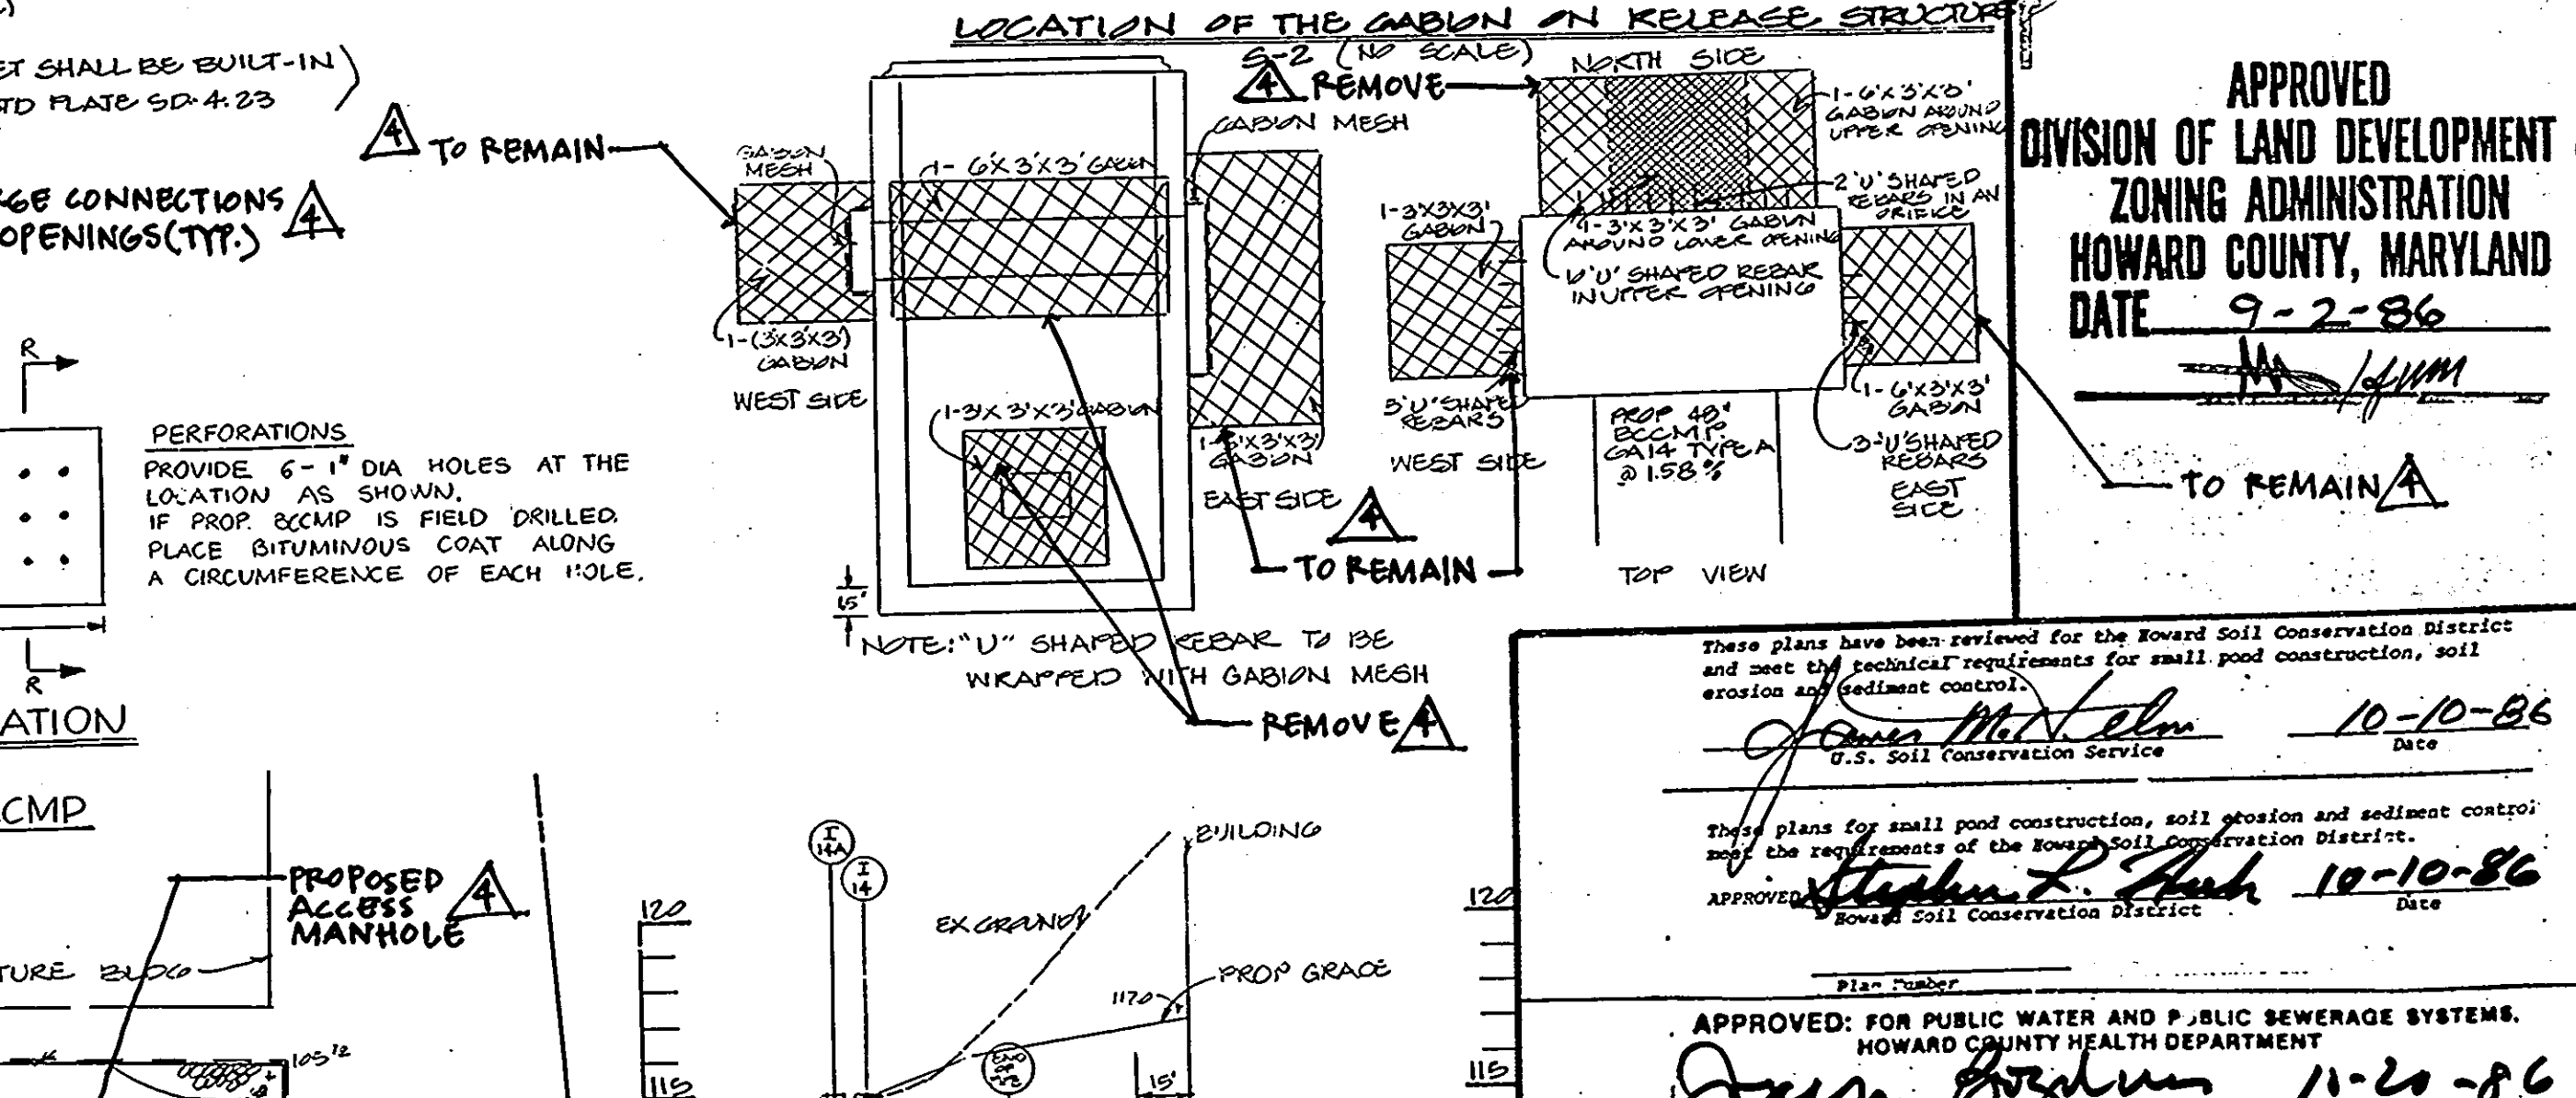 LOCATION OF THE GABION ON RELEASE STRUCTURE
S-2 (NO SCALE)
ET SHALL BE BUILT-IN
STD PLATE SD-4.23
4 TO REMAIN
GE CONNECTIONS
OPENINGS (TYP.) 4
GABION
MESH
1- 6'X3'X3' GABION
GABION MESH
1-(3'X3'X3')
GABION
WEST SIDE
1-3'X3'X3' GABION
GABION
EAST SIDE
15'
NOTE: "U" SHAPED REBAR TO BE
WRAPPED WITH GABION MESH
REMOVE 4
4 REMOVE
NORTH SIDE
1-6'X3'X3'
GABION AROUND
UPPER OPENING
2 'U' SHAPED
REBARS IN AN
ORIFICE
1-3'X3'X3'
GABION
1-3'X3'X3' GABION
AROUND LOWER OPENING
6 'U' SHAPED REBAR
IN UPPER OPENING
3 'U' SHAPE
REBARS
WEST SIDE
PROP 48"
BCCMP
GA14 TYPE A
@ 1.58%
1-6'X3'X3'
GABION
3-'U' SHAPED
REBARS
EAST
SIDE
4
TO REMAIN
TOP VIEW
TO REMAIN 4
R
PERFORATIONS
PROVIDE 6-1" DIA HOLES AT THE
LOCATION AS SHOWN.
IF PROP. BCCMP IS FIELD DRILLED.
PLACE BITUMINOUS COAT ALONG
A CIRCUMFERENCE OF EACH HOLE.
R
ATION
CMP
PROPOSED
ACCESS
MANHOLE
4
TURE BLDG
105 12
I
14A
I
14
BUILDING
EX GROUND
PROP GRADE
1170
120
115
15'
120
115
APPROVED
DIVISION OF LAND DEVELOPMENT
ZONING ADMINISTRATION
HOWARD COUNTY, MARYLAND
DATE 9-2-86
These plans have been reviewed for the Howard Soil Conservation District
and meet the technical requirements for small pond construction, soil
erosion and sediment control.
James M. 10-10-86
U.S. Soil Conservation Service Date
These plans for small pond construction, soil erosion and sediment control
meet the requirements of the Howard Soil Conservation District.
APPROVED Stephen L. 10-10-86
Howard Soil Conservation District Date
Plan Number
APPROVED: FOR PUBLIC WATER AND PUBLIC SEWERAGE SYSTEMS.
HOWARD COUNTY HEALTH DEPARTMENT
11-20-86